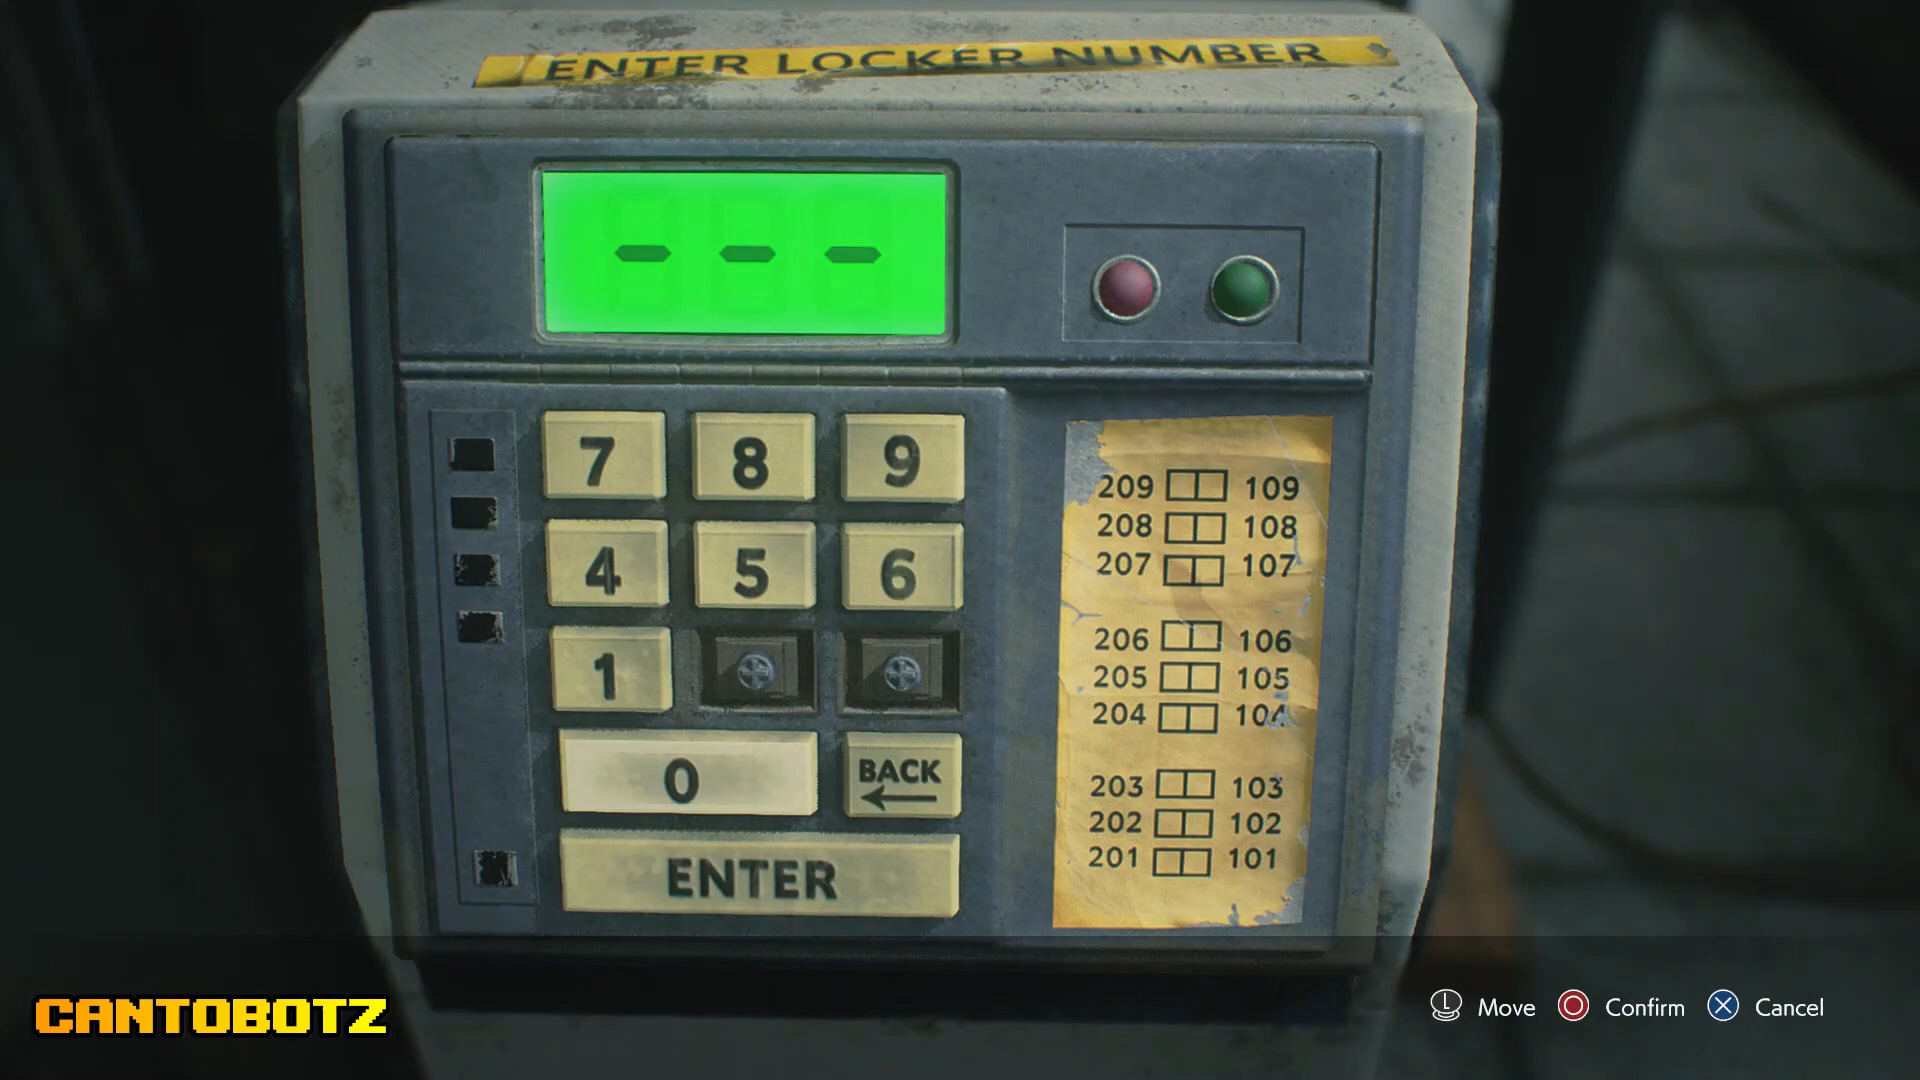 ENTER LOCKER NUMBER
- - -
7 8 9
4 5 6
1
0 BACK
ENTER
209 109
208 108
207 107
206 106
205 105
204 104
203 103
202 102
201 101
CANTOBOTZ
L Move Confirm Cancel